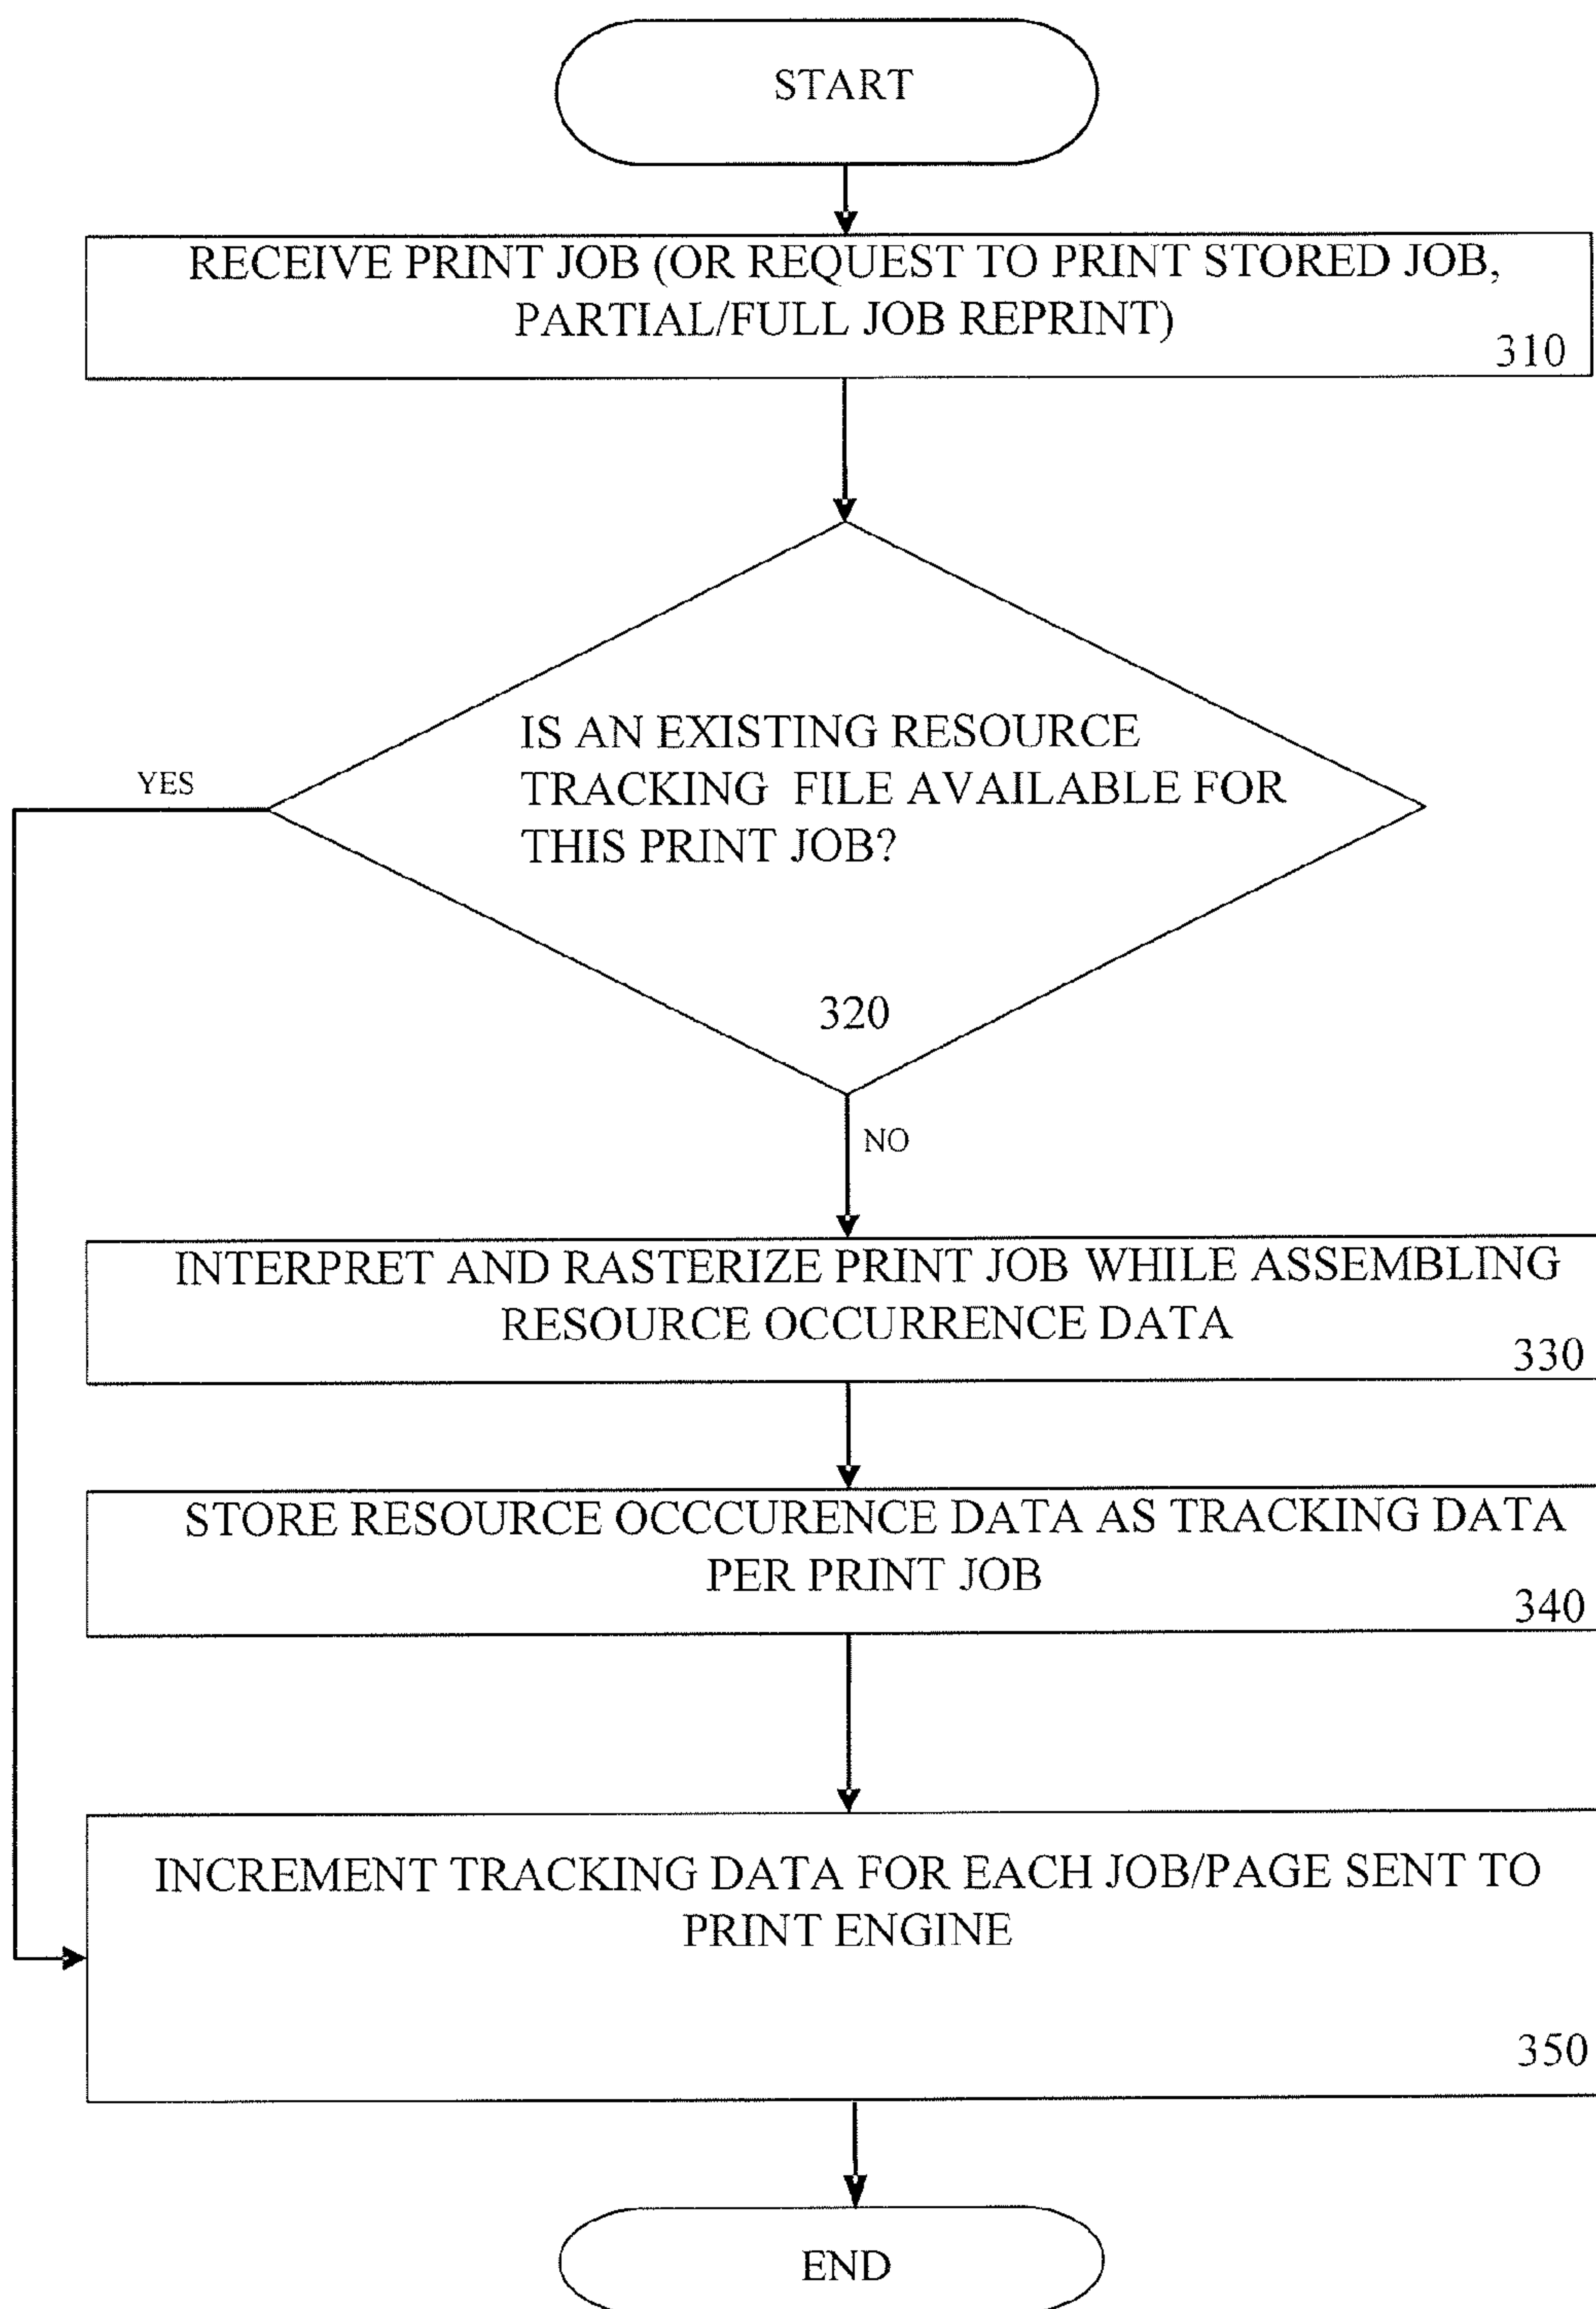 START
RECEIVE PRINT JOB (OR REQUEST TO PRINT STORED JOB,
PARTIAL/FULL JOB REPRINT)
310
IS AN EXISTING RESOURCE
TRACKING FILE AVAILABLE FOR
THIS PRINT JOB?
YES
320
NO
INTERPRET AND RASTERIZE PRINT JOB WHILE ASSEMBLING
RESOURCE OCCURRENCE DATA
330
STORE RESOURCE OCCCURENCE DATA AS TRACKING DATA
PER PRINT JOB
340
INCREMENT TRACKING DATA FOR EACH JOB/PAGE SENT TO
PRINT ENGINE
350
END